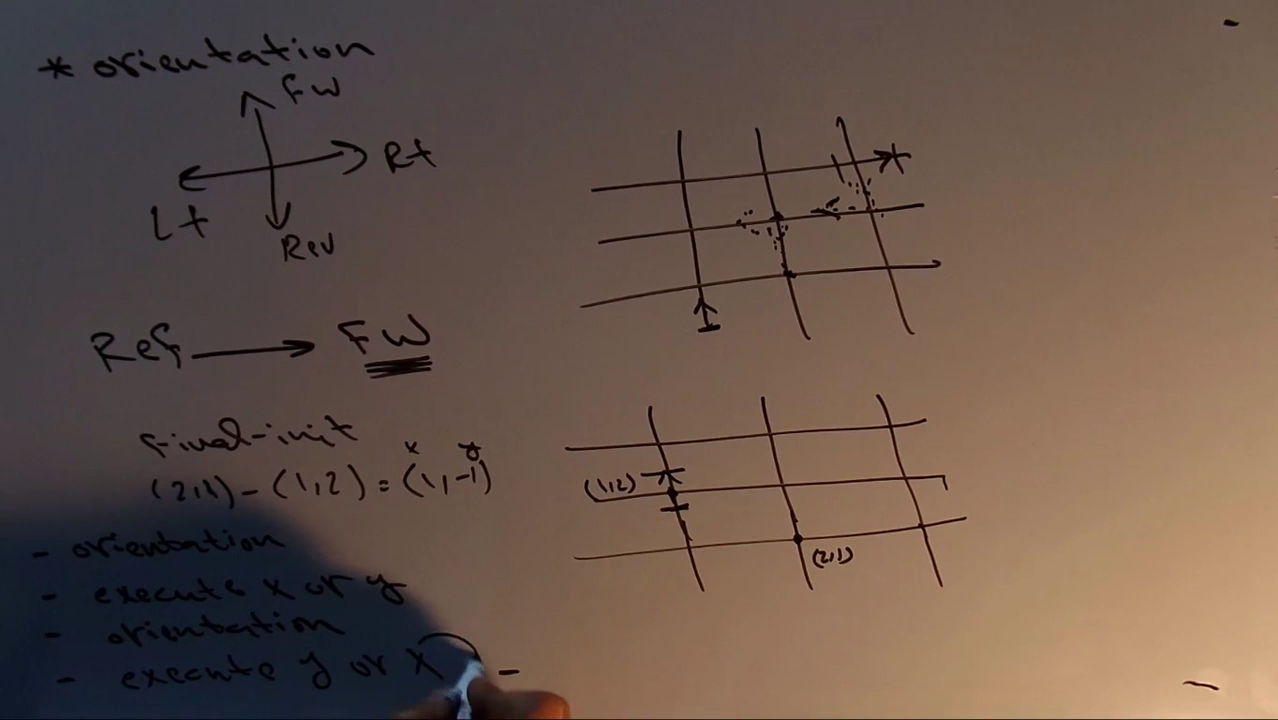 * orientation
FW
Rt
Lt
Rev
Ref → FW
final-init
x y
(2,1) - (1,2) = (1,-1)
- orientation
- execute x or y
- orientation
- execute y or x -
(1,2)
(2,1)